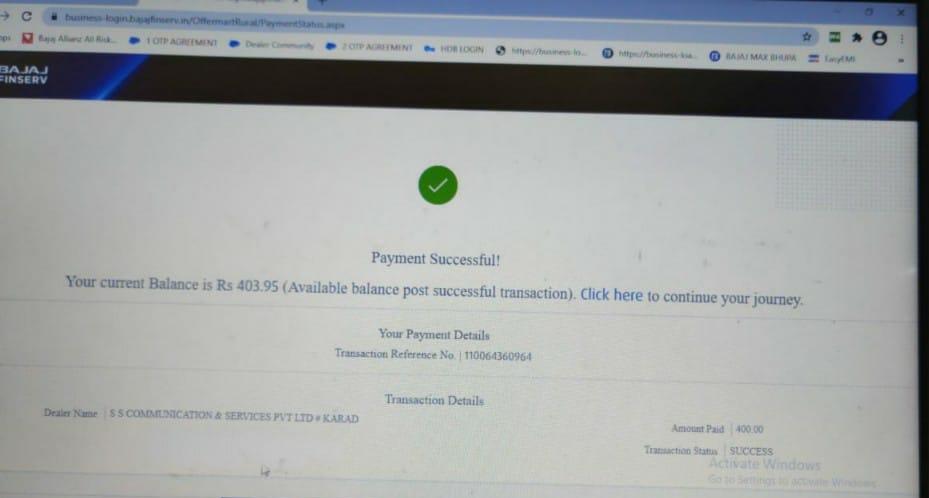 business-login.bajajfinserv.in/OffermartRural/PaymentStatus.aspx
Bajaj Allianz All Risk... 1 OTP AGREEMENT Dealer Community 2 OTP AGREEMENT HDB LOGIN https://business-lo... https://business-loa... BAJAJ MAX BHUPA EasyEMI »
BAJAJ
FINSERV
Payment Successful!
Your current Balance is Rs 403.95 (Available balance post successful transaction). Click here to continue your journey.
Your Payment Details
Transaction Reference No. | 110064360964
Transaction Details
Dealer Name | S S COMMUNICATION & SERVICES PVT LTD # KARAD
Amount Paid | 400.00
Transaction Status | SUCCESS
Activate Windows
Go to Settings to activate Windows.